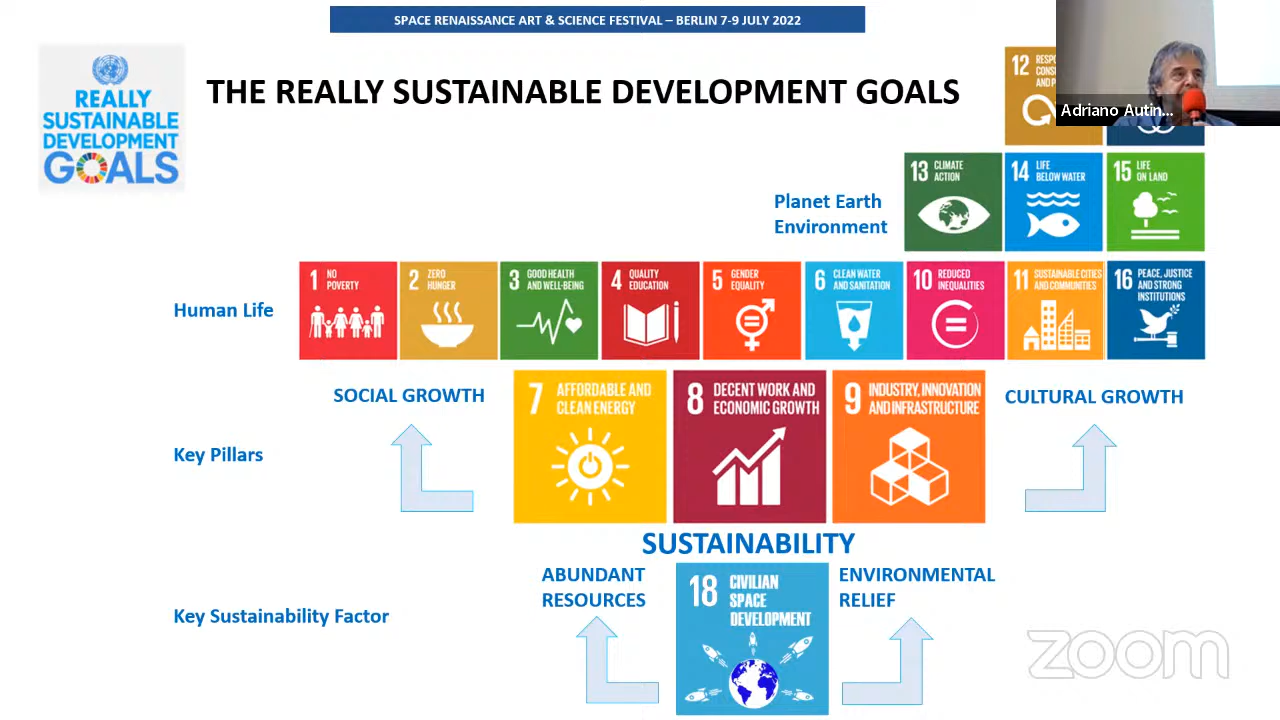 SPACE RENAISSANCE ART & SCIENCE FESTIVAL – BERLIN 7-9 JULY 2022
REALLY
SUSTAINABLE
DEVELOPMENT
GOALS
THE REALLY SUSTAINABLE DEVELOPMENT GOALS
12
Adriano Autin...
Planet Earth
Environment
13 CLIMATE
ACTION
14 LIFE
BELOW WATER
15 LIFE
ON LAND
Human Life
1 NO
POVERTY
2 ZERO
HUNGER
3 GOOD HEALTH
AND WELL-BEING
4 QUALITY
EDUCATION
5 GENDER
EQUALITY
6 CLEAN WATER
AND SANITATION
10 REDUCED
INEQUALITIES
11 SUSTAINABLE CITIES
AND COMMUNITIES
16 PEACE, JUSTICE
AND STRONG
INSTITUTIONS
SOCIAL GROWTH
7 AFFORDABLE AND
CLEAN ENERGY
8 DECENT WORK AND
ECONOMIC GROWTH
9 INDUSTRY, INNOVATION
AND INFRASTRUCTURE
CULTURAL GROWTH
Key Pillars
SUSTAINABILITY
ABUNDANT
RESOURCES
18 CIVILIAN
SPACE
DEVELOPMENT
ENVIRONMENTAL
RELIEF
Key Sustainability Factor
zoom